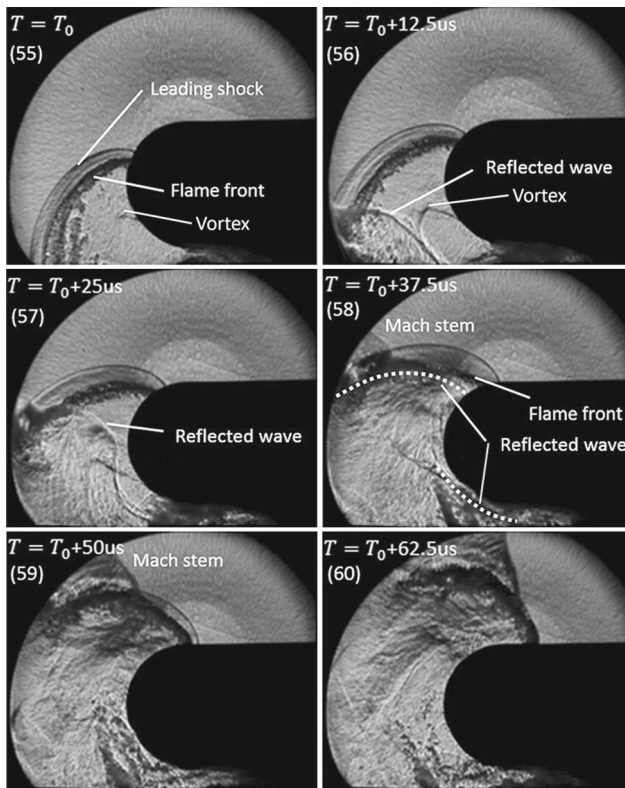 T = T₀
(55)
Leading shock
Flame front
Vortex
T = T₀+12.5us
(56)
Reflected wave
Vortex
T = T₀+25us
(57)
Reflected wave
T = T₀+37.5us
(58)
Mach stem
Flame front
Reflected wave
T = T₀+50us
(59)
Mach stem
T = T₀+62.5us
(60)